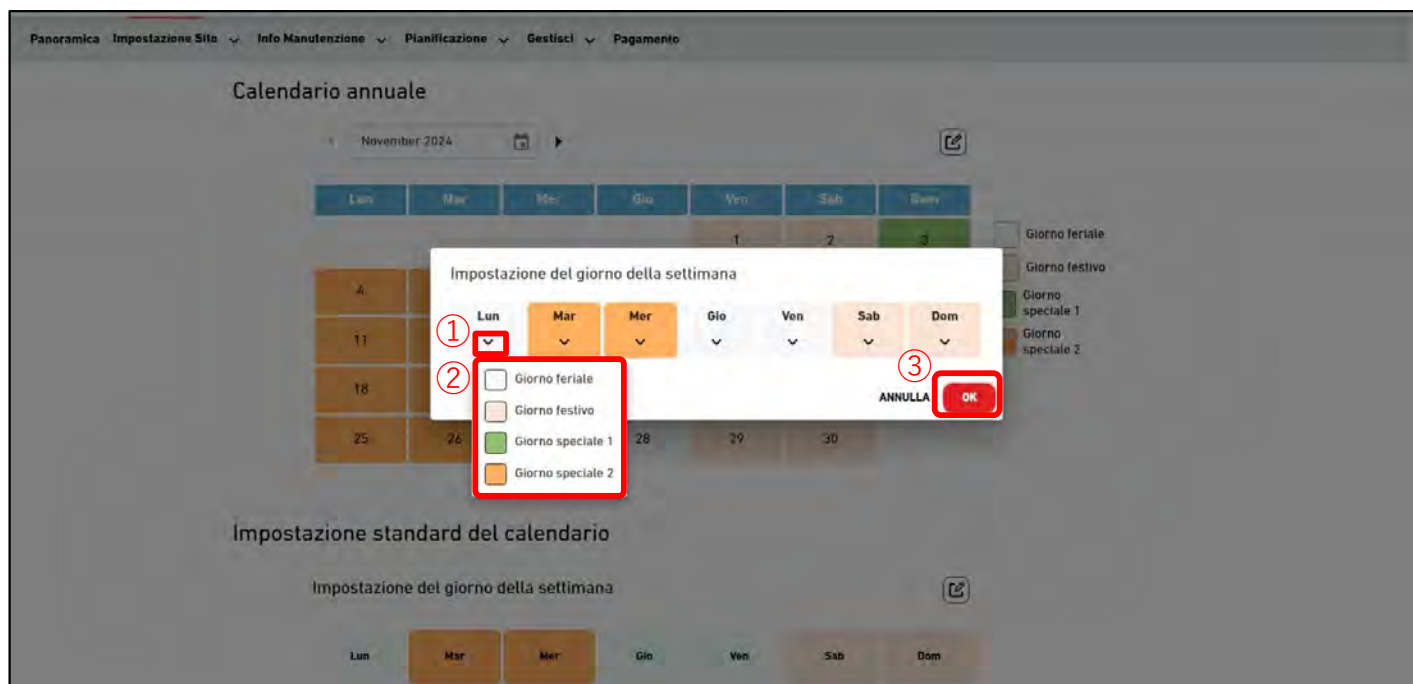 Panoramica Impostazione Sito Info Manutenzione Pianificazione Gestisci Pagamento
Calendario annuale
November 2024
Lun Mar Mer Gio Ven Sab Dom
1 2 3
Giorno feriale
Giorno festivo
Giorno
speciale 1
Giorno
speciale 2
4
11
18
25 26 28 29 30
Impostazione del giorno della settimana
Lun Mar Mer Gio Ven Sab Dom
①
②
Giorno feriale
Giorno festivo
Giorno speciale 1
Giorno speciale 2
③
ANNULLA OK
Impostazione standard del calendario
Impostazione del giorno della settimana
Lun Mar Mer Gio Ven Sab Dom